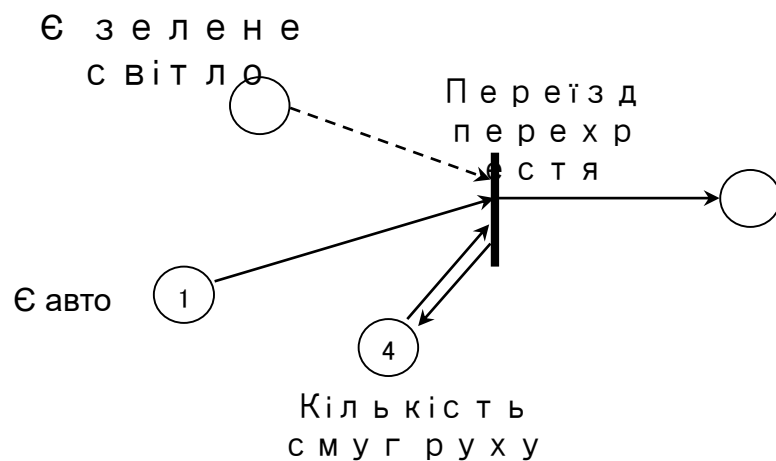 Є зелене
світло
Переїзд
перехр
естя
Є авто
1
4
Кількість
смуг руху